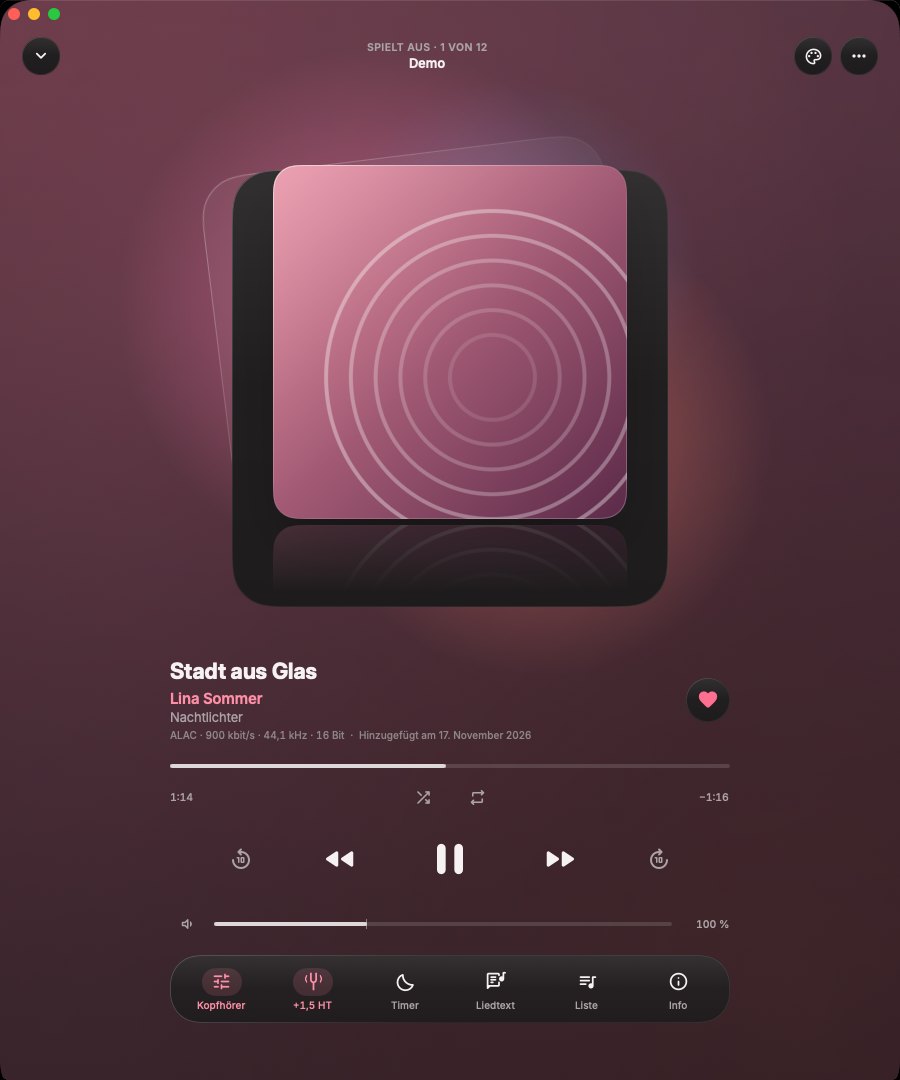 SPIELT AUS · 1 VON 12
Demo
Stadt aus Glas
Lina Sommer
Nachtlichter
ALAC · 900 kbit/s · 44,1 kHz · 16 Bit · Hinzugefügt am 17. November 2026
1:14
−1:16
10
10
100 %
Kopfhörer
+1,5 HT
Timer
Liedtext
Liste
Info